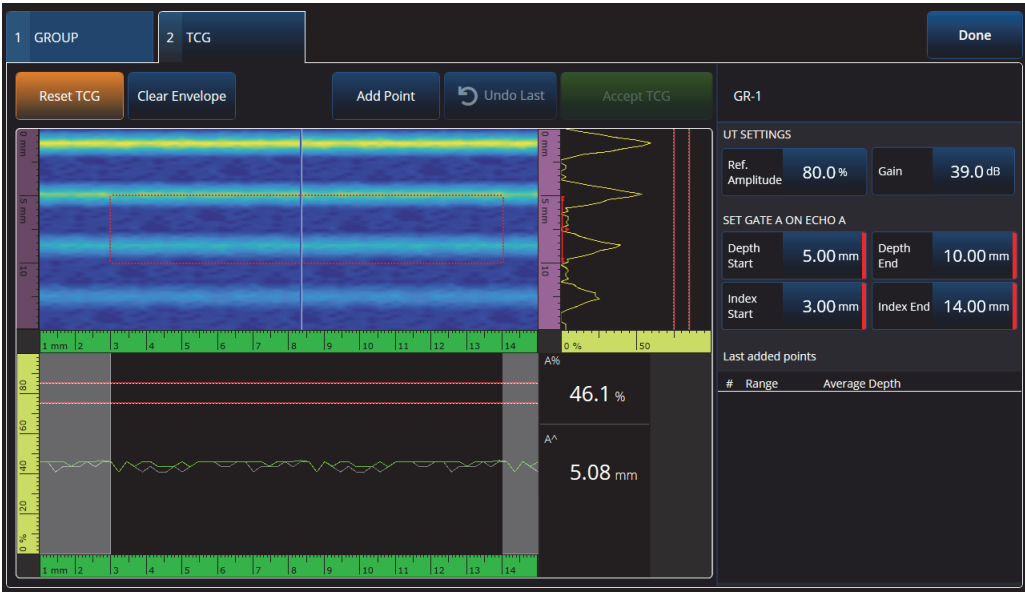 1 GROUP
2 TCG
Done
Reset TCG
Clear Envelope
Add Point
Undo Last
Accept TCG
GR-1
UT SETTINGS
Ref.
Amplitude
80.0 %
Gain
39.0 dB
SET GATE A ON ECHO A
Depth
Start
5.00 mm
Depth
End
10.00 mm
Index
Start
3.00 mm
Index End
14.00 mm
Last added points
# Range Average Depth
0 mm
5 mm
10
0 mm
5 mm
10
1 mm 2 3 4 5 6 7 8 9 10 11 12 13 14
0 % 50
80
60
40
20
0 %
A%
46.1 %
A^
5.08 mm
1 mm 2 3 4 5 6 7 8 9 10 11 12 13 14